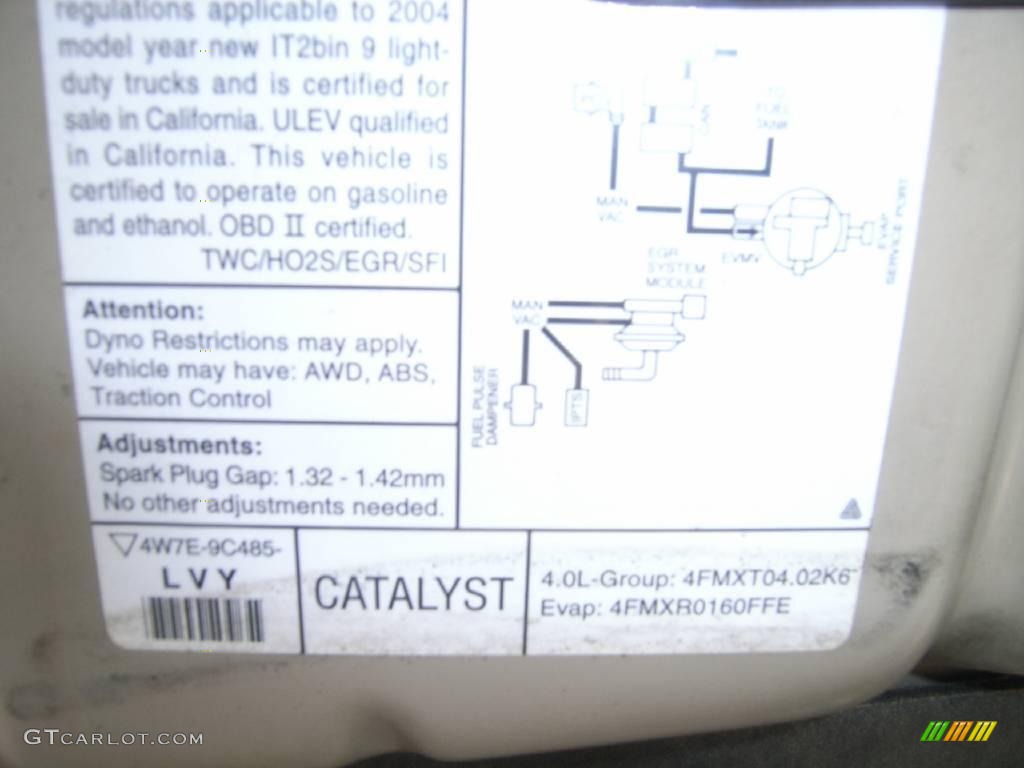 regulations applicable to 2004
model year new IT2bin 9 light-
duty trucks and is certified for
sale in California. ULEV qualified
in California. This vehicle is
certified to operate on gasoline
and ethanol. OBD II certified.
TWC/HO2S/EGR/SFI
Attention:
Dyno Restrictions may apply.
Vehicle may have: AWD, ABS,
Traction Control
Adjustments:
Spark Plug Gap: 1.32 - 1.42mm
No other adjustments needed.
4W7E-9C485-
LVY
CATALYST
4.0L-Group: 4FMXT04.02K6
Evap: 4FMXR0160FFE
TO
FUEL
TANK
CAN
MAN
VAC
EVMV
EVAP
SERVICE PORT
EGR
SYSTEM
MODULE
MAN
VAC
FUEL PULSE
DAMPENER
IPTS
GTCARLOT.COM